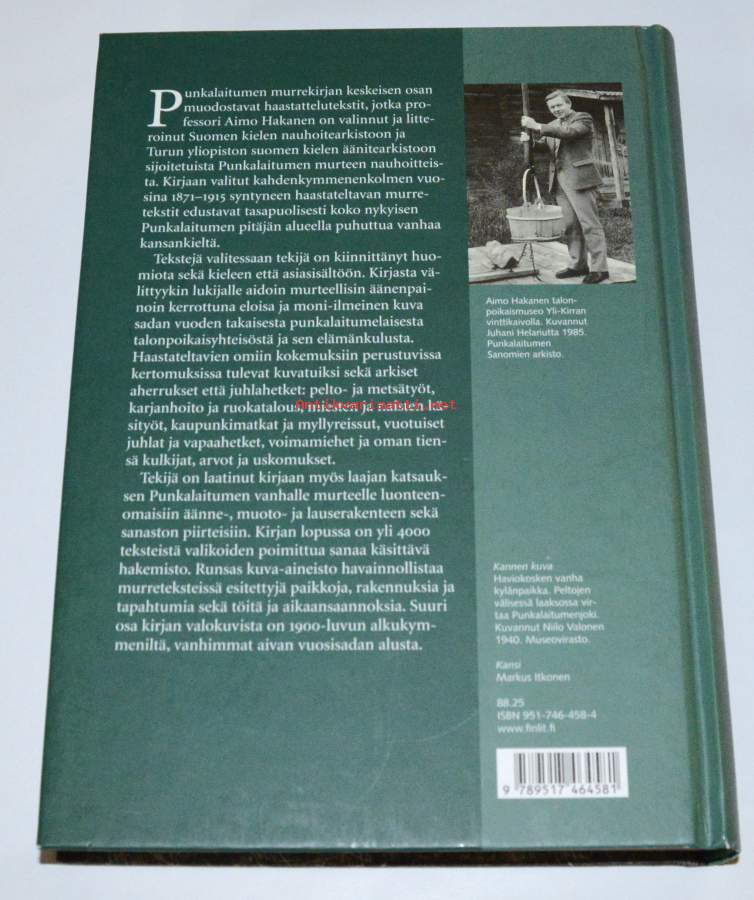 Punkalaitumen murrekirjan keskeisen osan
muodostavat haastattelutekstit, jotka pro-
fessori Aimo Hakanen on valinnut ja litte-
roinut Suomen kielen nauhoitearkistoon ja
Turun yliopiston suomen kielen äänitearkistoon
sijoitetuista Punkalaitumen murteen nauhoitteis-
ta. Kirjaan valitut kahdenkymmenenkolmen vuo-
sina 1871–1915 syntyneen haastateltavan murre-
tekstit edustavat tasapuolisesti koko nykyisen
Punkalaitumen pitäjän alueella puhuttua vanhaa
kansankieltä.
Tekstejä valitessaan tekijä on kiinnittänyt huo-
miota sekä kieleen että asiasisältöön. Kirjasta vä-
littyykin lukijalle aidoin murteellisin äänenpai-
noin kerrottuna eloisa ja moni-ilmeinen kuva
sadan vuoden takaisesta punkalaitumelaisesta
talonpoikaisyhteisöstä ja sen elämänkulusta.
Haastateltavien omiin kokemuksiin perustuvissa
kertomuksissa tulevat kuvatuiksi sekä arkiset
aherrukset että juhlahetket: pelto- ja metsätyöt,
karjanhoito ja ruokatalous, miesten ja naisten kä-
sityöt, kaupunkimatkat ja myllyreissut, vuotuiset
juhlat ja vapaahetket, voimamiehet ja oman tien-
sä kulkijat, arvot ja uskomukset.
Tekijä on laatinut kirjaan myös laajan katsauk-
sen Punkalaitumen vanhalle murteelle luonteen-
omaisiin äänne-, muoto- ja lauserakenteen sekä
sanaston piirteisiin. Kirjan lopussa on yli 4000
teksteistä valikoiden poimittua sanaa käsittävä
hakemisto. Runsas kuva-aineisto havainnollistaa
murreteksteissä esitettyjä paikkoja, rakennuksia ja
tapahtumia sekä töitä ja aikaansaannoksia. Suuri
osa kirjan valokuvista on 1900-luvun alkukym-
meniltä, vanhimmat aivan vuosisadan alusta.
Antikvariaatti.net
Aimo Hakanen talon-
poikaismuseo Yli-Kirran
vinttikaivolla. Kuvannut
Juhani Helariutta 1985.
Punkalaitumen
Sanomien arkisto.
Kannen kuva
Haviokosken vanha
kylänpaikka. Peltojen
välisessä laaksossa vir-
taa Punkalaitumenjoki.
Kuvannut Niilo Valonen
1940. Museovirasto.
Kansi
Markus Itkonen
88.25
ISBN 951-746-458-4
www.finlit.fi
9 789517 464581